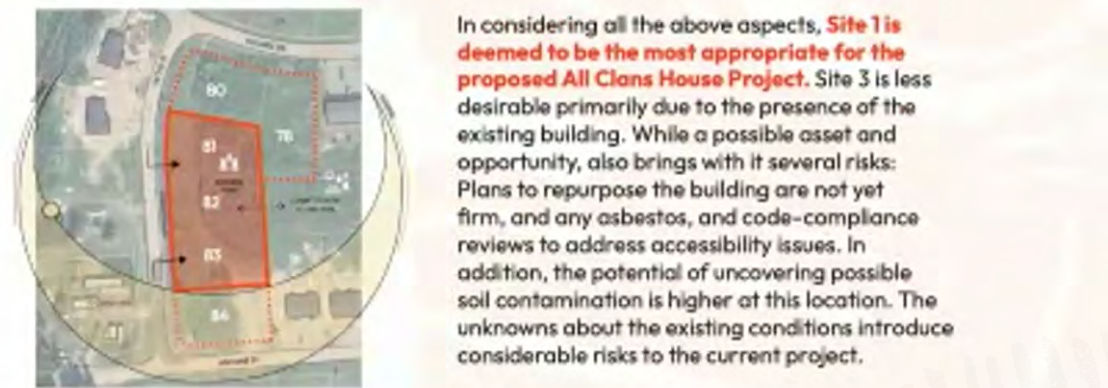 80
78
81
82
83
84
In considering all the above aspects, Site 1 is
deemed to be the most appropriate for the
proposed All Clans House Project. Site 3 is less
desirable primarily due to the presence of the
existing building. While a possible asset and
opportunity, also brings with it several risks:
Plans to repurpose the building are not yet
firm, and any asbestos, and code-compliance
reviews to address accessibility issues. In
addition, the potential of uncovering possible
soil contamination is higher at this location. The
unknowns about the existing conditions introduce
considerable risks to the current project.